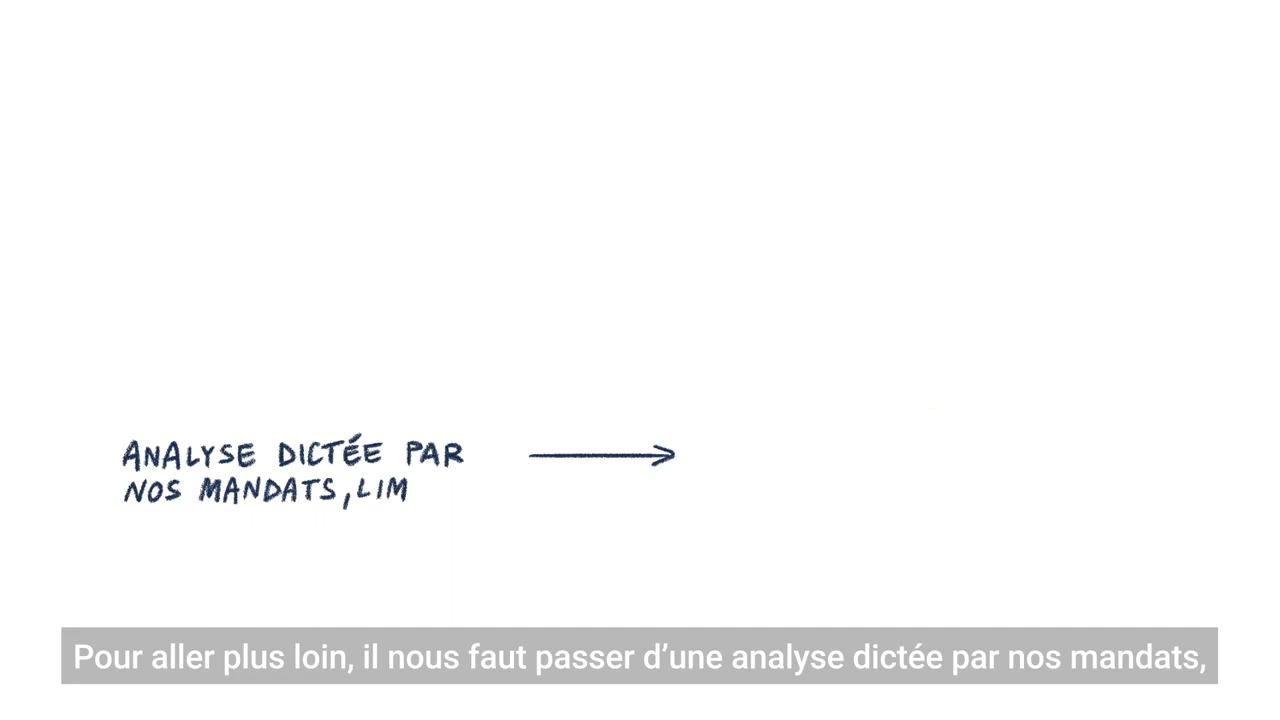 ANALYSE DICTÉE PAR
NOS MANDATS, LIM
Pour aller plus loin, il nous faut passer d’une analyse dictée par nos mandats,